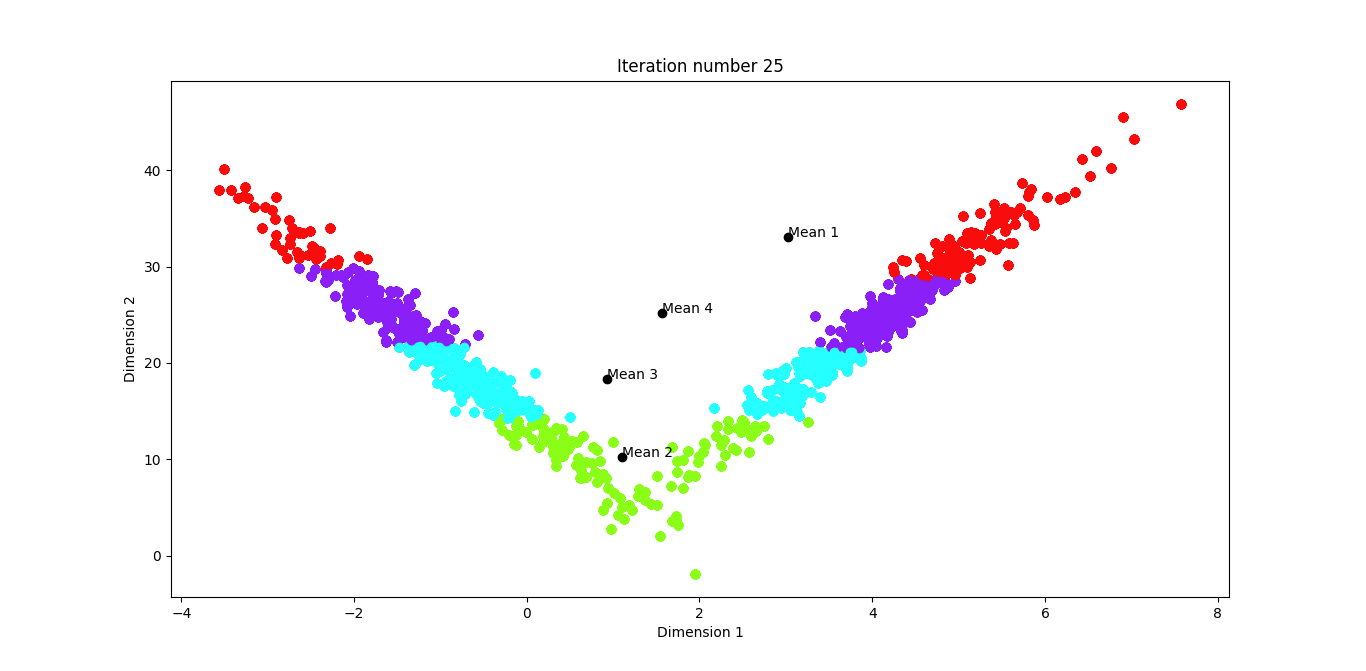 Iteration number 25
Dimension 2
40
30
20
10
0
Mean 1
Mean 4
Mean 3
Mean 2
−4
−2
0
2
4
6
8
Dimension 1